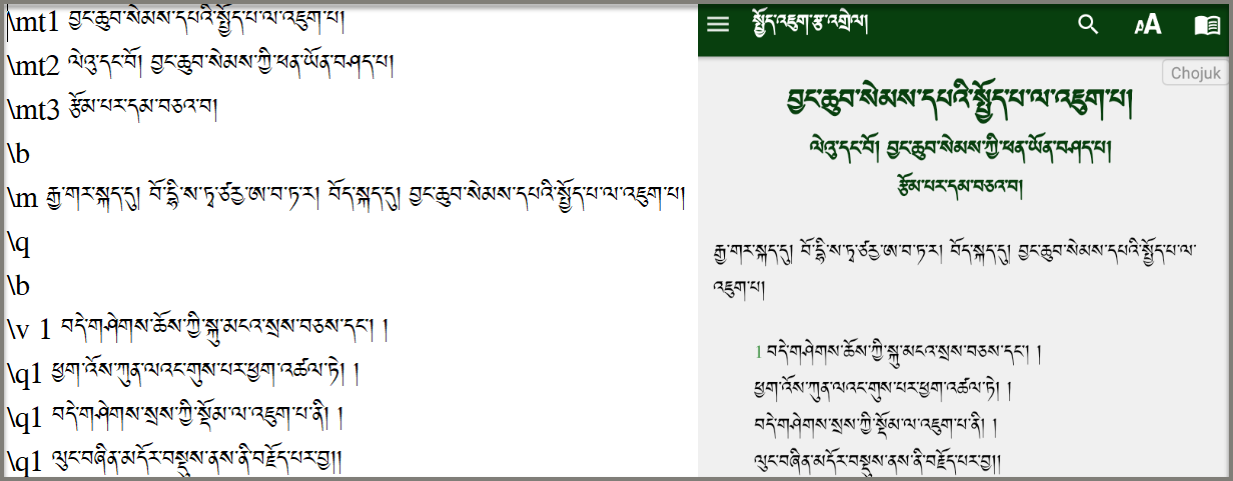 \mt1 བྱང་ཆུབ་སེམས་དཔའི་སྤྱོད་པ་ལ་འཇུག་པ།
\mt2 ལེའུ་དང་པོ། བྱང་ཆུབ་སེམས་ཀྱི་ཕན་ཡོན་བཤད་པ།
\mt3 རྩོམ་པར་དམ་བཅའ་བ།
\b
\m རྒྱ་གར་སྐད་དུ། བོ་དྷི་ས་ཏྭ་ཙརྱ་ཨ་བ་ཏ་ར། བོད་སྐད་དུ། བྱང་ཆུབ་སེམས་དཔའི་སྤྱོད་པ་ལ་འཇུག་པ།
\q
\b
\v 1 བདེ་གཤེགས་ཆོས་ཀྱི་སྐུ་མངའ་སྲས་བཅས་དང་། །
\q1 ཕྱག་འོས་ཀུན་ལའང་གུས་པར་ཕྱག་འཚལ་ཏེ། །
\q1 བདེ་གཤེགས་སྲས་ཀྱི་སྡོམ་ལ་འཇུག་པ་ནི། །
\q1 ལུང་བཞིན་མདོར་བསྡུས་ནས་ནི་བརྗོད་པར་བྱ།།
སྤྱོད་འཇུག་རྩ་འགྲེལ།
AA
Chojuk
བྱང་ཆུབ་སེམས་དཔའི་སྤྱོད་པ་ལ་འཇུག་པ།
ལེའུ་དང་པོ། བྱང་ཆུབ་སེམས་ཀྱི་ཕན་ཡོན་བཤད་པ།
རྩོམ་པར་དམ་བཅའ་བ།
རྒྱ་གར་སྐད་དུ། བོ་དྷི་ས་ཏྭ་ཙརྱ་ཨ་བ་ཏ་ར། བོད་སྐད་དུ། བྱང་ཆུབ་སེམས་དཔའི་སྤྱོད་པ་ལ་
འཇུག་པ།
1 བདེ་གཤེགས་ཆོས་ཀྱི་སྐུ་མངའ་སྲས་བཅས་དང་། །
ཕྱག་འོས་ཀུན་ལའང་གུས་པར་ཕྱག་འཚལ་ཏེ། །
བདེ་གཤེགས་སྲས་ཀྱི་སྡོམ་ལ་འཇུག་པ་ནི། །
ལུང་བཞིན་མདོར་བསྡུས་ནས་ནི་བརྗོད་པར་བྱ།།